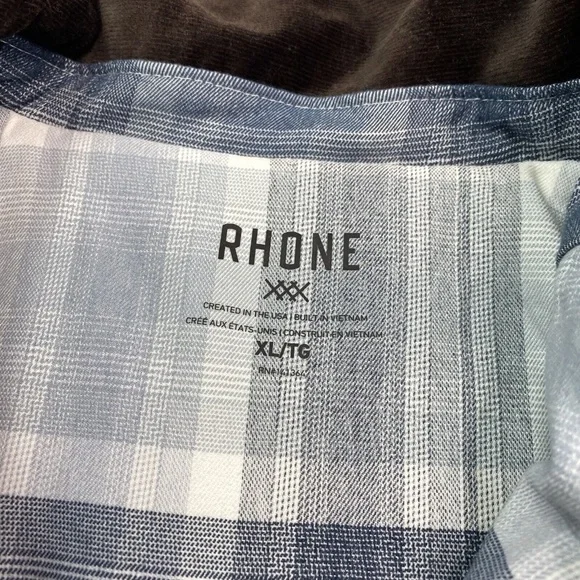 RHONE
CREATED IN THE USA | BUILT IN VIETNAM
CRÉÉ AUX ÉTATS-UNIS | CONSTRUIT EN VIETNAM
XL/TG